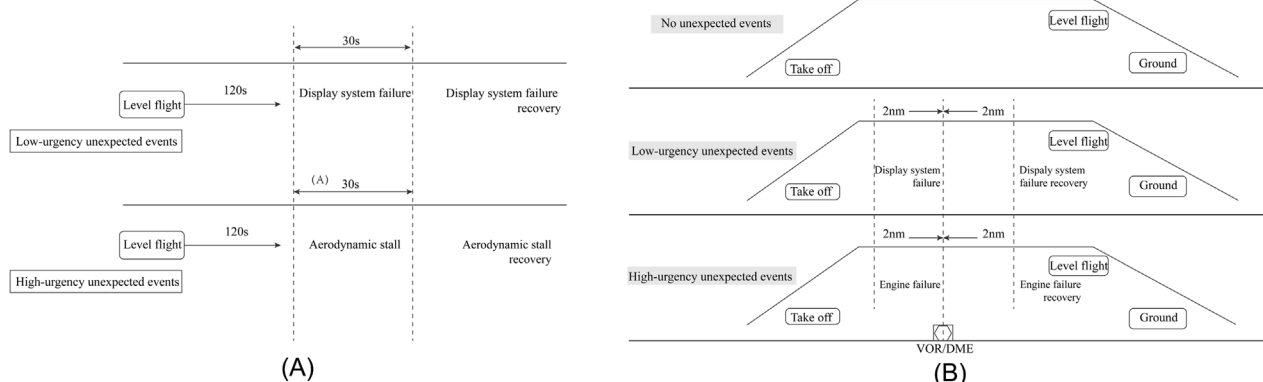 30s
120s
Level flight
Display system failure
Display system failure
recovery
Low-urgency unexpected events
(A)
30s
120s
Level flight
Aerodynamic stall
Aerodynamic stall
recovery
High-urgency unexpected events
(A)
No unexpected events
Level flight
Take off
Ground
2nm
2nm
Low-urgency unexpected events
Level flight
Display system
failure
Dispaly system
failure recovery
Take off
Ground
2nm
2nm
High-urgency unexpected events
Level flight
Engine failure
Engine failure
recovery
Take off
Ground
VOR/DME
(B)